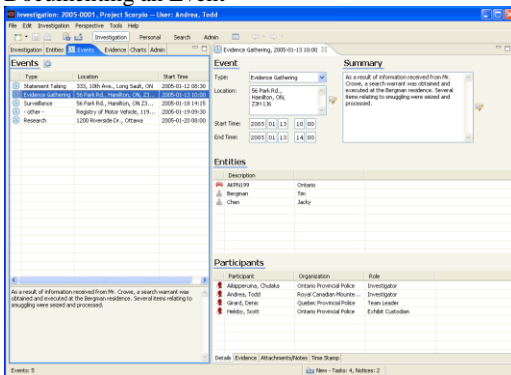 Documenting an Event
Investigation: 2005-0001, Project Scorpio -- User: Andrea, Todd
File Edit Investigation Perspective Tools Help
Investigation Personal Search Admin
Investigation Entities Events Evidence Charts Admin
Events
Type Location Start Time
Statement Taking 333, 10th Ave., Long Sault, ON 2005-01-12 08:30
Evidence Gathering 56 Park Rd., Hamilton, ON, Z3...
Surveillance 56 Park Rd., Hamilton, ON Z3... 2005-01-18 14:15
- other - Registry of Motor Vehicle, 119... 2005-01-19 09:30
Research 1200 Riverside Dr., Ottawa 2005-01-20 08:00
As a result of information received from Mr. Crowe, a search warrant was
obtained and executed at the Bergman residence. Several items relating to
smuggling were seized and processed.
Events: 5
Evidence Gathering, 2005-01-13 10:00
Event
Type: Evidence Gathering
Location: 56 Park Rd.,
Hamilton, ON,
Z3H 1J6
Start Time: 2005 01 13 10 00
End Time: 2005 01 13 14 00
Summary
As a result of information received from Mr.
Crowe, a search warrant was obtained and
executed at the Bergman residence. Several
items relating to smuggling were seized and
processed.
Entities
Description
AKPN199 Ontario
Bergman Tim
Chen Jacky
Participants
Participant Organization Role
Alapperuma, Chulaka Ontario Provincial Police Investigator
Andrea, Todd Royal Canadian Mounte... Investigator
Girard, Denis Quebec Provincial Police Team Leader
Ontario Provincial Police Exhibit Custodian
Details Evidence Attachments/Notes Time Stamp
New - Tasks: 4, Notices: 2